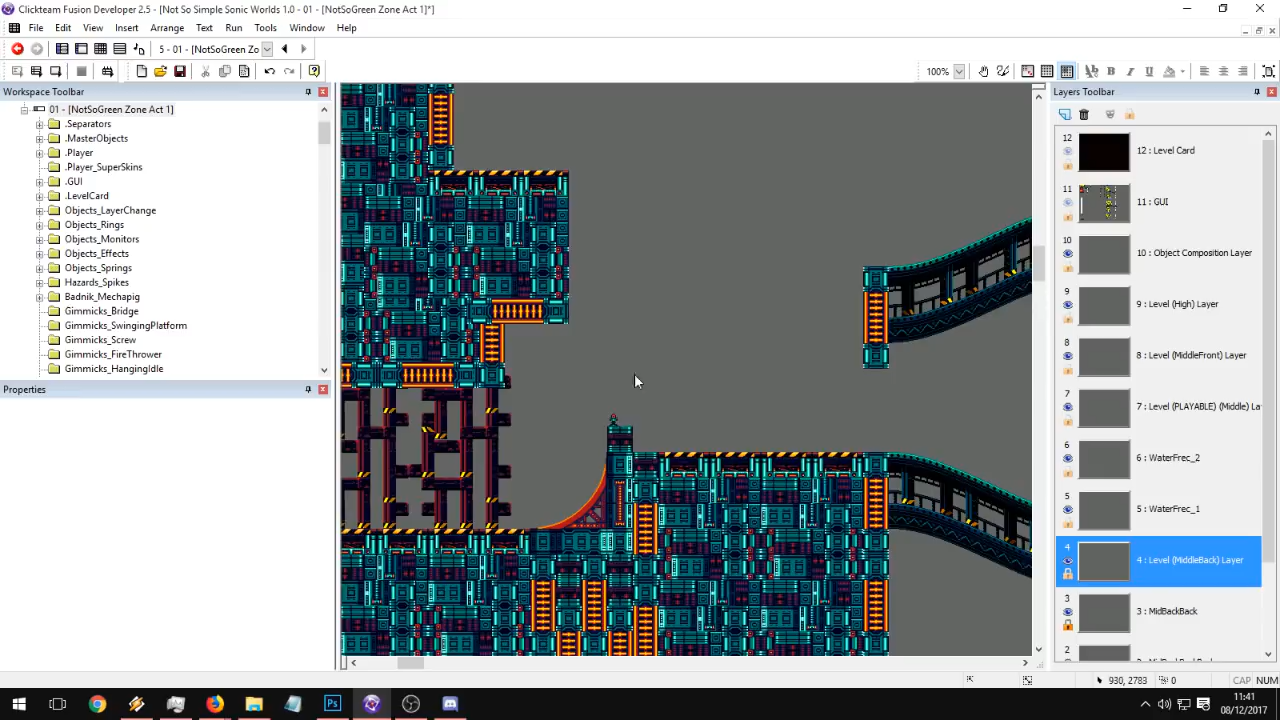 Clickteam Fusion Developer 2.5 - [Not So Simple Sonic Worlds 1.0 - 01 - [NotSoGreen Zone Act 1]*]
File Edit View Insert Arrange Text Run Tools Window Help
5 - 01 - [NotSoGreen Zo
100%
Workspace Toolbar
01 - [NotSoGreen Zone Act 1]
.Separators
.MasterObjects
.Player
.Player_SuperSkins
.GUI
.LevelCard
Objects_LayerChange
Objects_Rings
Objects_Monitors
Objects_Effects
Objects_Springs
Hazards_Spikes
Badnik_Mechapig
Gimmicks_Bridge
Gimmicks_SwingingPlatform
Gimmicks_Screw
Gimmicks_FireThrower
Gimmicks_HangingIdle
Properties
Layers Toolbar
12
12 : Level Card
11
11 : GUI
10
10 : Object Composition Layer
9
9 : Level (High) Layer
8
8 : Level (MiddleFront) Layer
7
7 : Level (PLAYABLE) (Middle) La
6
6 : WaterFrec_2
5
5 : WaterFrec_1
4
4 : Level (MiddleBack) Layer
3
3 : MidBackBack
2
930, 2783
0
CAP NUM
Ps
11:41
08/12/2017